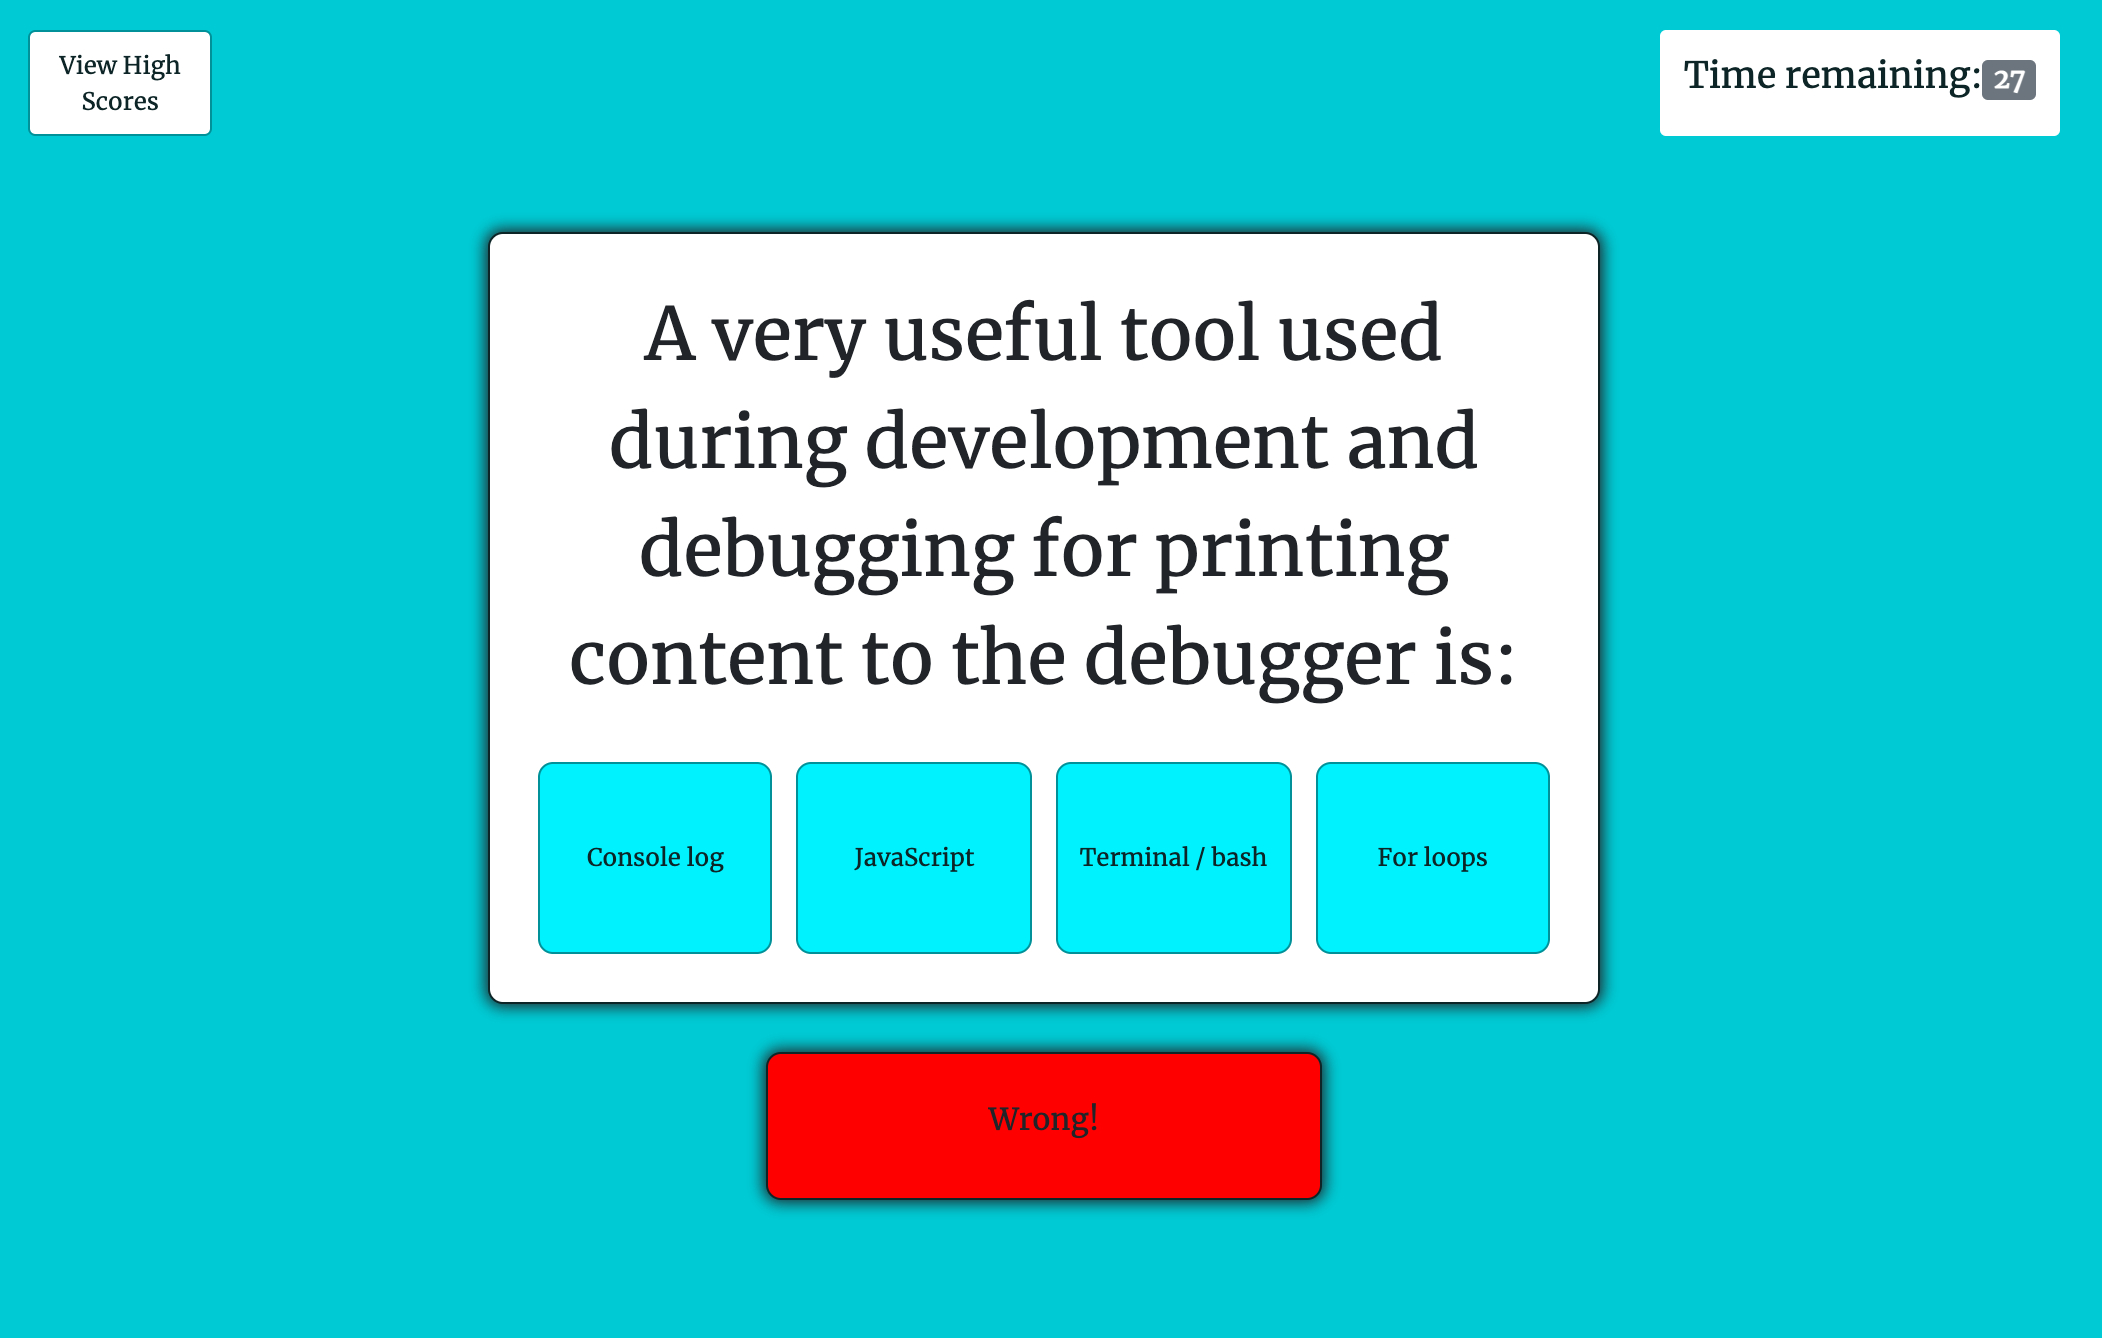 View High
Scores
Time remaining:27
A very useful tool used
during development and
debugging for printing
content to the debugger is:
Console log
JavaScript
Terminal / bash
For loops
Wrong!